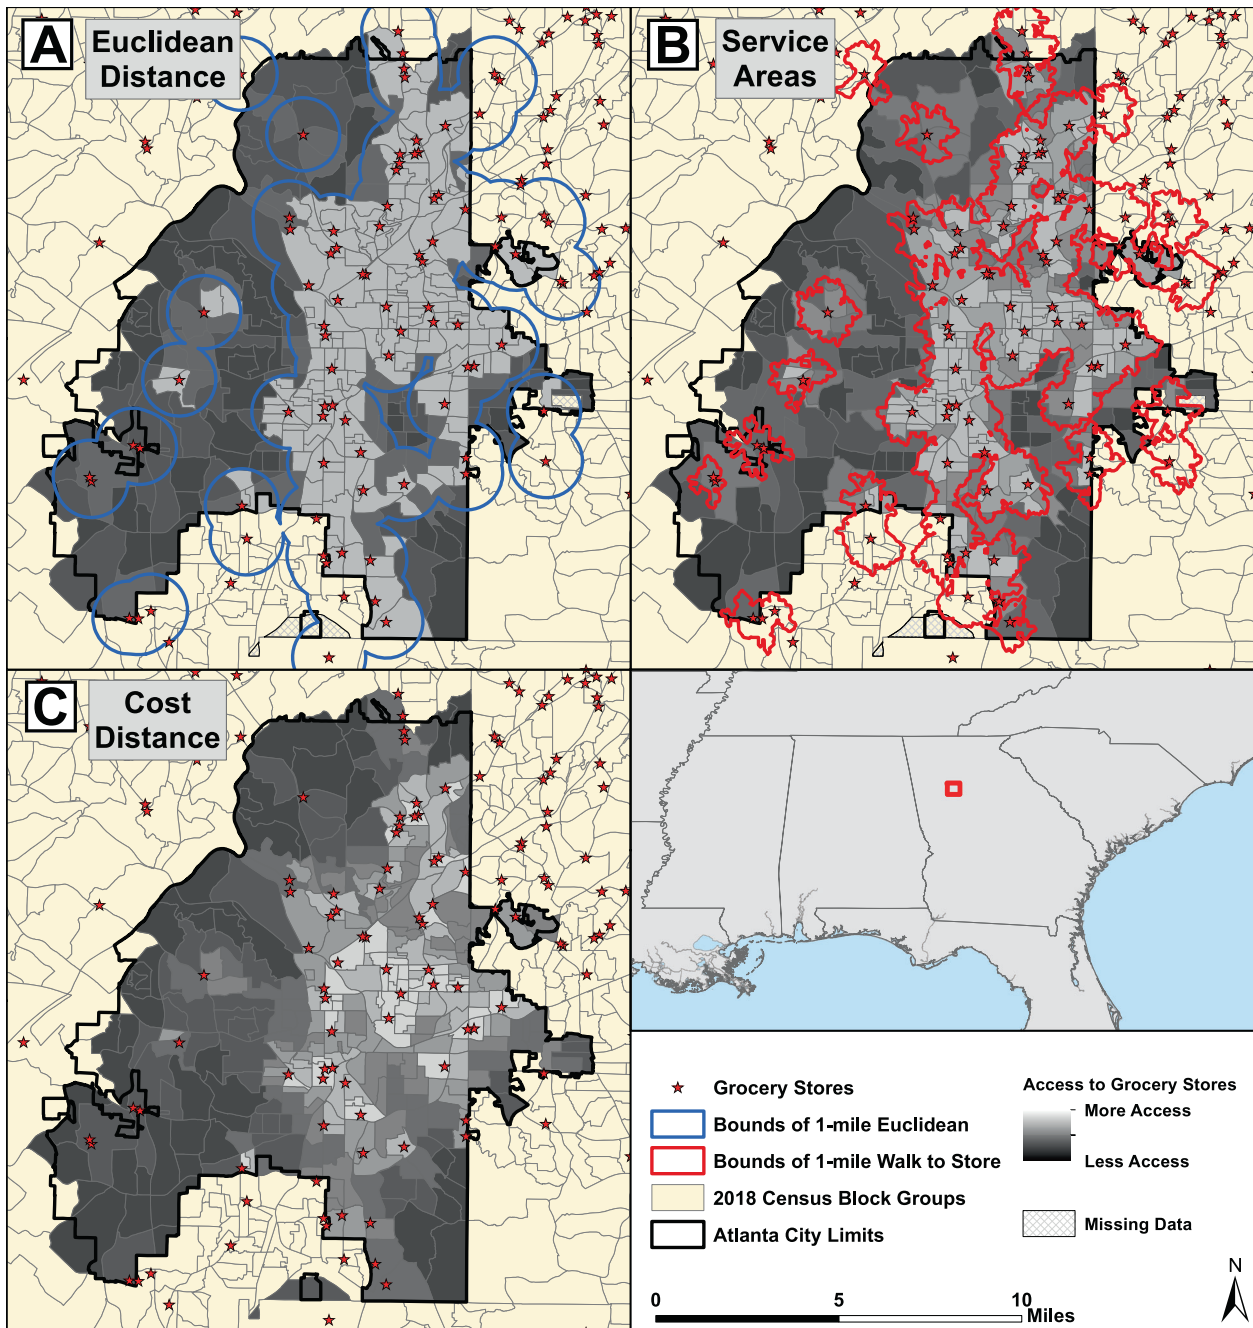 A
Euclidean
Distance
B
Service
Areas
C
Cost
Distance
Grocery Stores
Bounds of 1-mile Euclidean
Bounds of 1-mile Walk to Store
2018 Census Block Groups
Atlanta City Limits
Access to Grocery Stores
More Access
Less Access
Missing Data
0 5 10
Miles
N